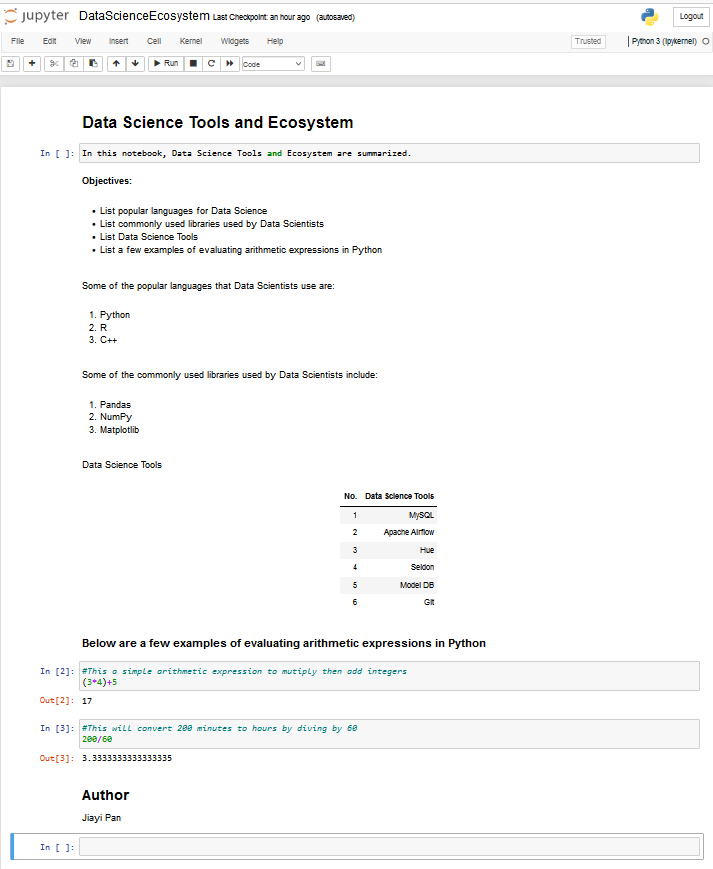 jupyter DataScienceEcosystem Last Checkpoint: an hour ago (autosaved)
Logout
File Edit View Insert Cell Kernel Widgets Help
Trusted
Python 3 (ipykernel)
Run
Code
Data Science Tools and Ecosystem
In [ ]: In this notebook, Data Science Tools and Ecosystem are summarized.
Objectives:
• List popular languages for Data Science
• List commonly used libraries used by Data Scientists
• List Data Science Tools
• List a few examples of evaluating arithmetic expressions in Python
Some of the popular languages that Data Scientists use are:
1. Python
2. R
3. C++
Some of the commonly used libraries used by Data Scientists include:
1. Pandas
2. NumPy
3. Matplotlib
Data Science Tools
No. Data Science Tools
1 MySQL
2 Apache Airflow
3 Hue
4 Seldon
5 Model DB
6 Git
Below are a few examples of evaluating arithmetic expressions in Python
In [2]: #This a simple arithmetic expression to mutiply then add integers
(3*4)+5
Out[2]: 17
In [3]: #This will convert 200 minutes to hours by diving by 60
200/60
Out[3]: 3.3333333333333335
Author
Jiayi Pan
In [ ]: